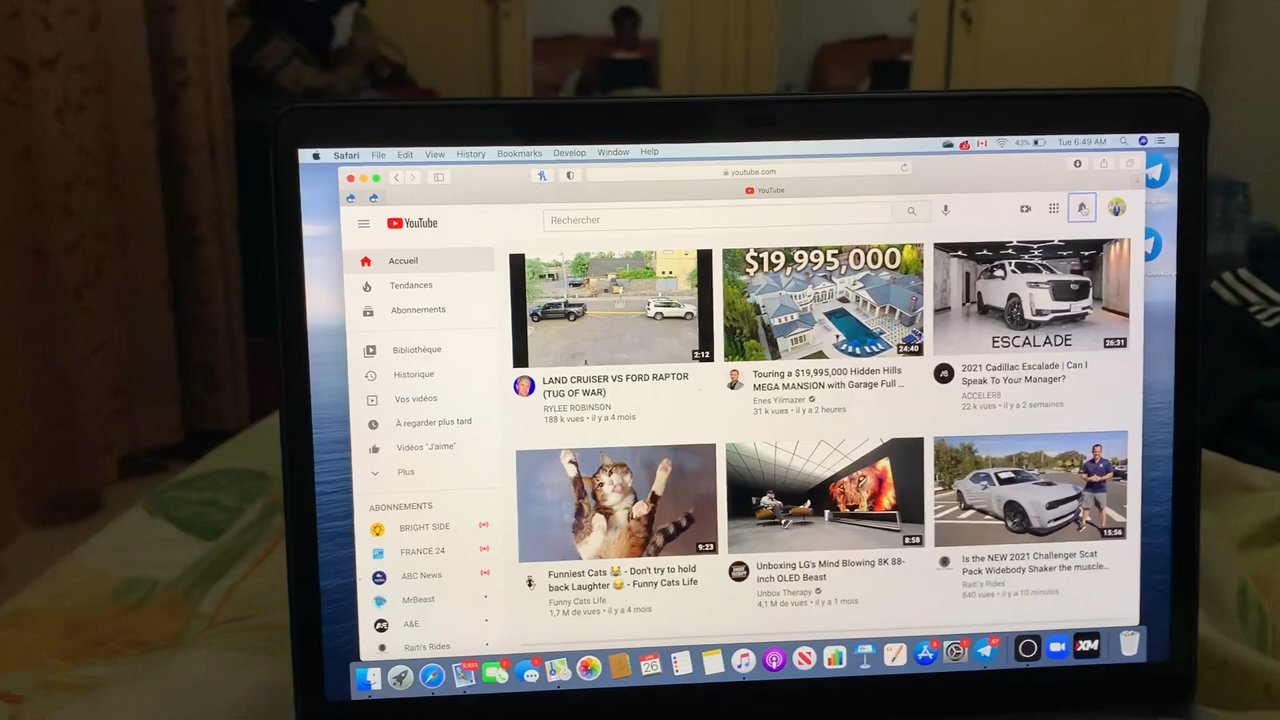 Safari File Edit View History Bookmarks Develop Window Help
43% Tue 6:49 AM
youtube.com
YouTube
YouTube
Rechercher
Accueil
Tendances
Abonnements
Bibliothèque
Historique
Vos vidéos
À regarder plus tard
Vidéos "J'aime"
Plus
ABONNEMENTS
BRIGHT SIDE
FRANCE 24
ABC News
MrBeast
A&E
Raiti's Rides
2:12
LAND CRUISER VS FORD RAPTOR
(TUG OF WAR)
RYLEE ROBINSON
188 k vues • il y a 4 mois
$19,995,000
24:40
Touring a $19,995,000 Hidden Hills
MEGA MANSION with Garage Full ...
Enes Yilmazer
31 k vues • il y a 2 heures
ESCALADE
26:31
2021 Cadillac Escalade | Can I
Speak To Your Manager?
ACCELER8
22 k vues • il y a 2 semaines
9:23
Funniest Cats 😹 - Don't try to hold
back Laughter 😂 - Funny Cats Life
Funny Cats Life
1,7 M de vues • il y a 4 mois
8:58
Unboxing LG's Mind Blowing 8K 88-
inch OLED Beast
Unbox Therapy
4,1 M de vues • il y a 1 mois
15:56
Is the NEW 2021 Challenger Scat
Pack Widebody Shaker the muscle...
Raiti's Rides
840 vues • il y a 10 minutes
26
XM